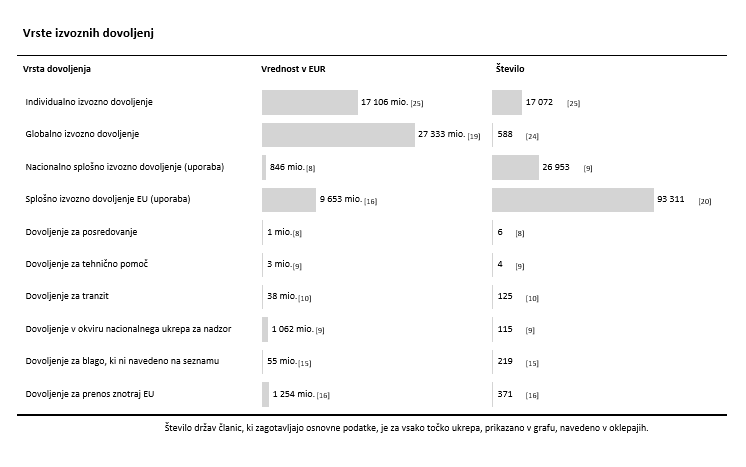 Vrste izvoznih dovoljenj
Vrsta dovoljenja Vrednost v EUR Število
Individualno izvozno dovoljenje 17 106 mio. [25] 17 072 [25]
Globalno izvozno dovoljenje 27 333 mio. [19] 588 [24]
Nacionalno splošno izvozno dovoljenje (uporaba) 846 mio. [8] 26 953 [9]
Splošno izvozno dovoljenje EU (uporaba) 9 653 mio. [16] 93 311 [20]
Dovoljenje za posredovanje 1 mio. [8] 6 [8]
Dovoljenje za tehnično pomoč 3 mio. [9] 4 [9]
Dovoljenje za tranzit 38 mio. [10] 125 [10]
Dovoljenje v okviru nacionalnega ukrepa za nadzor 1 062 mio. [9] 115 [9]
Dovoljenje za blago, ki ni navedeno na seznamu 55 mio. [15] 219 [15]
Dovoljenje za prenos znotraj EU 1 254 mio. [16] 371 [16]
Število držav članic, ki zagotavljajo osnovne podatke, je za vsako točko ukrepa, prikazano v grafu, navedeno v oklepajih.